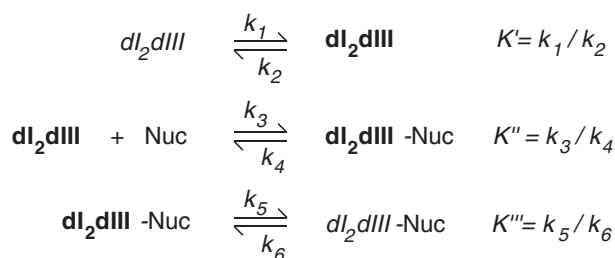 dI₂dIII k₁ k₂ dI₂dIII K'= k₁ / k₂
dI₂dIII + Nuc k₃ k₄ dI₂dIII -Nuc K'' = k₃ / k₄
dI₂dIII -Nuc k₅ k₆ dI₂dIII -Nuc K'''= k₅ / k₆